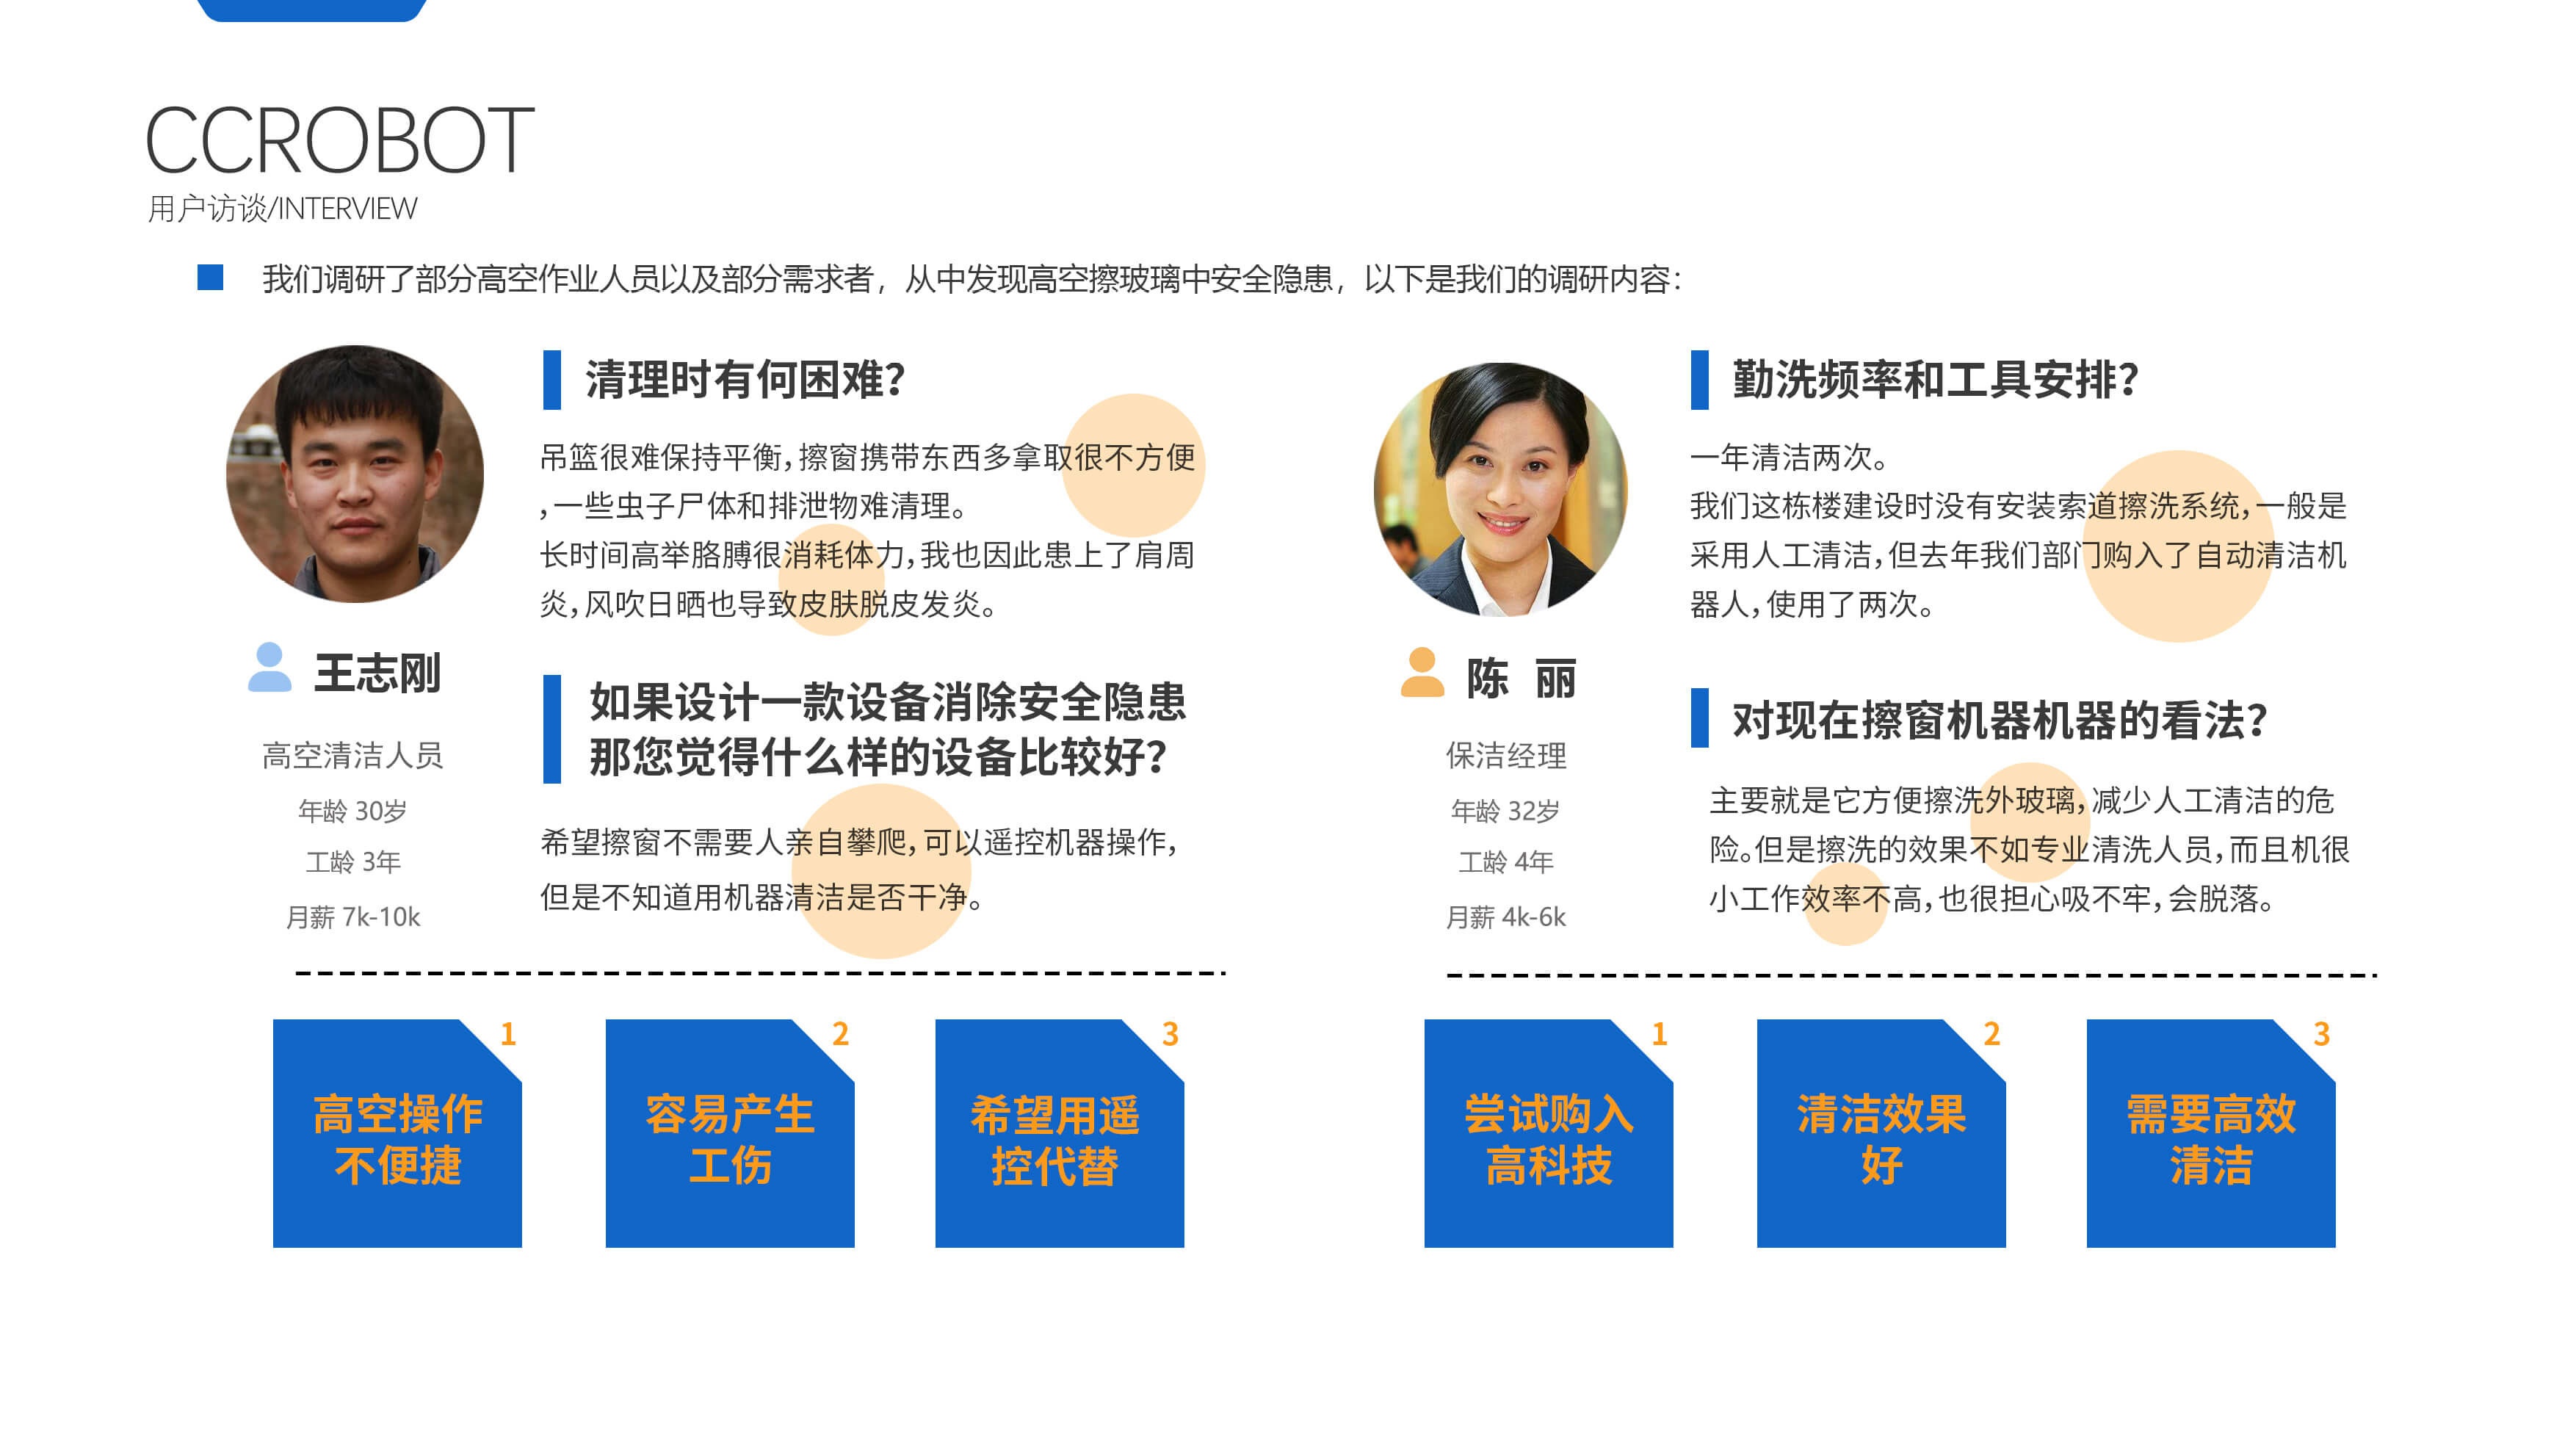 CCROBOT
用户访谈/INTERVIEW
我们调研了部分高空作业人员以及部分需求者，从中发现高空擦玻璃中安全隐患，以下是我们的调研内容：
清理时有何困难？
吊篮很难保持平衡，擦窗携带东西多拿取很不方便
，一些虫子尸体和排泄物难清理。
长时间高举胳膊很消耗体力，我也因此患上了肩周
炎，风吹日晒也导致皮肤脱皮发炎。
王志刚
高空清洁人员
年龄 30岁
工龄 3年
月薪 7k-10k
如果设计一款设备消除安全隐患
那您觉得什么样的设备比较好？
希望擦窗不需要人亲自攀爬，可以遥控机器操作，
但是不知道用机器清洁是否干净。
1
高空操作
不便捷
2
容易产生
工伤
3
希望用遥
控代替
勤洗频率和工具安排？
一年清洁两次。
我们这栋楼建设时没有安装索道擦洗系统，一般是
采用人工清洁，但去年我们部门购入了自动清洁机
器人，使用了两次。
陈 丽
保洁经理
年龄 32岁
工龄 4年
月薪 4k-6k
对现在擦窗机器机器的看法？
主要就是它方便擦洗外玻璃，减少人工清洁的危
险。但是擦洗的效果不如专业清洗人员，而且机很
小工作效率不高，也很担心吸不牢，会脱落。
1
尝试购入
高科技
2
清洁效果
好
3
需要高效
清洁